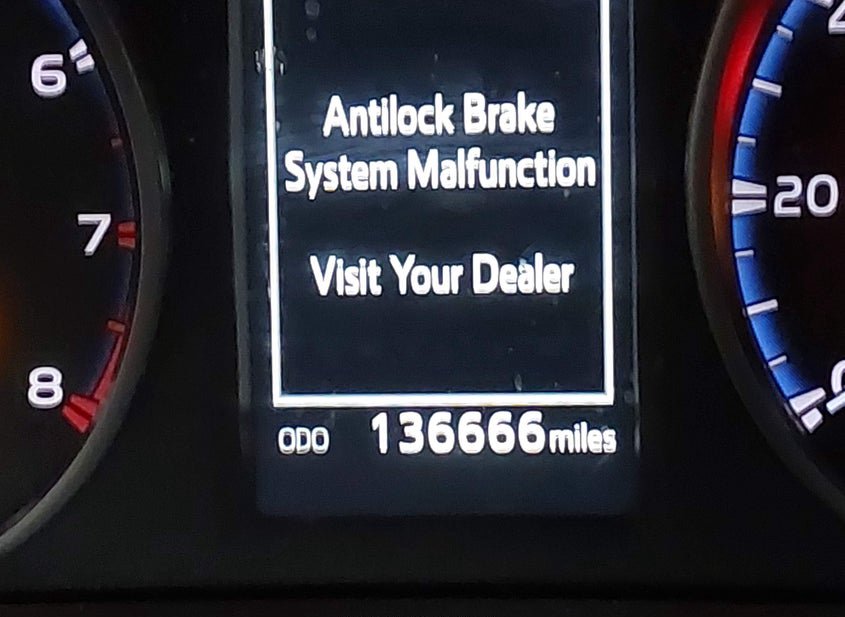 6
7
8
Antilock Brake
System Malfunction
Visit Your Dealer
ODO 136666 miles
20